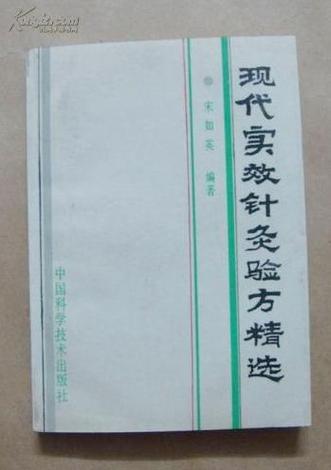 现代实效针灸验方精选
宋如英 编著
中国科学技术出版社